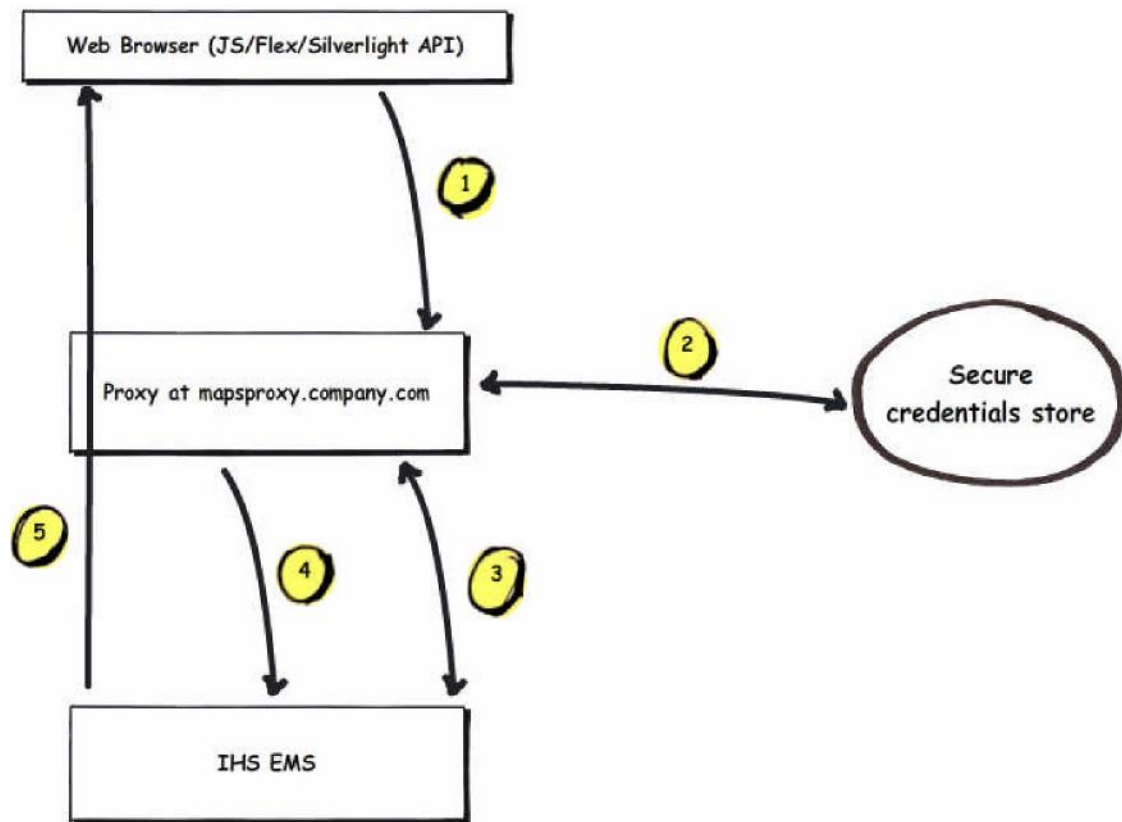 Web Browser (JS/Flex/Silverlight API)
1
2
Proxy at mapsproxy.company.com
Secure
credentials store
5
4
3
IHS EMS